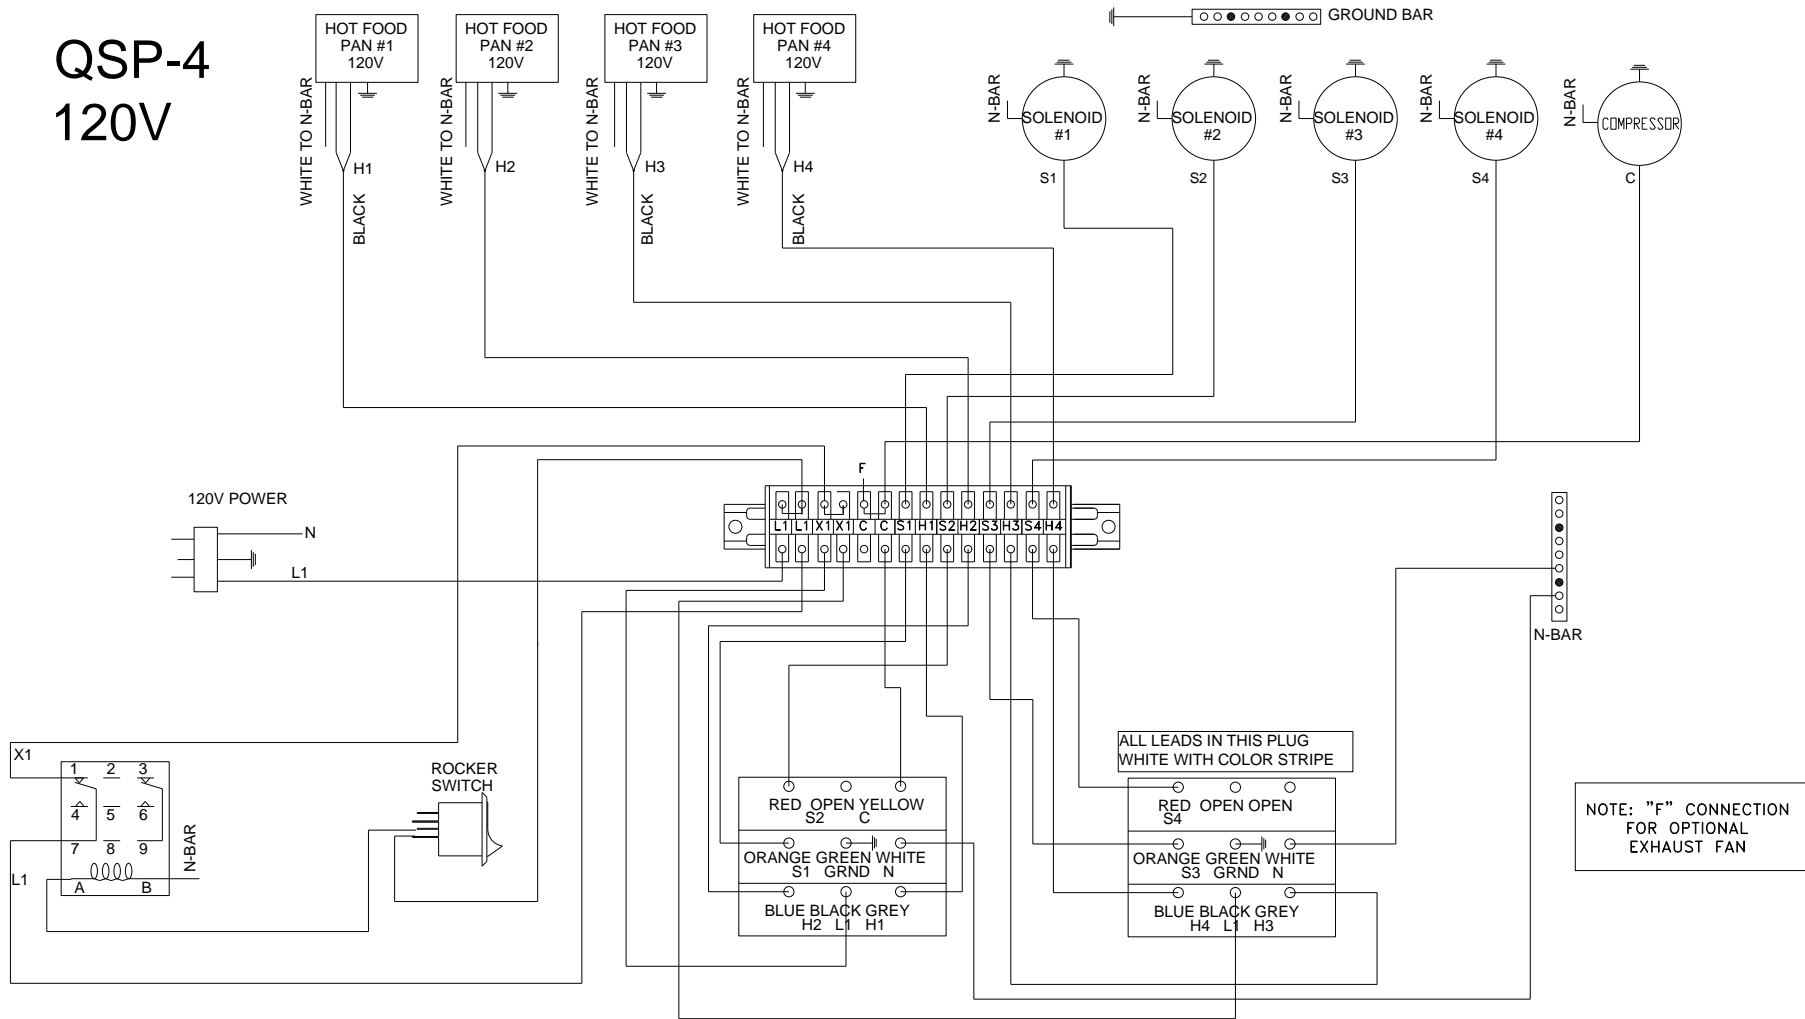 QSP-4
120V
HOT FOOD
PAN #1
120V
HOT FOOD
PAN #2
120V
HOT FOOD
PAN #3
120V
HOT FOOD
PAN #4
120V
GROUND BAR
WHITE TO N-BAR
H1
BLACK
WHITE TO N-BAR
H2
WHITE TO N-BAR
H3
BLACK
WHITE TO N-BAR
H4
BLACK
N-BAR
SOLENOID
#1
S1
N-BAR
SOLENOID
#2
S2
N-BAR
SOLENOID
#3
S3
N-BAR
SOLENOID
#4
S4
N-BAR
COMPRESSOR
C
F
120V POWER
N
L1
L1 L1 X1 X1 C C S1 H1 S2 H2 S3 H3 S4 H4
N-BAR
X1
1 2 3
4 5 6
7 8 9
A B
N-BAR
L1
ROCKER
SWITCH
RED OPEN YELLOW
S2 C
ORANGE GREEN WHITE
S1 GRND N
BLUE BLACK GREY
H2 L1 H1
ALL LEADS IN THIS PLUG
WHITE WITH COLOR STRIPE
RED OPEN OPEN
S4
ORANGE GREEN WHITE
S3 GRND N
BLUE BLACK GREY
H4 L1 H3
NOTE: "F" CONNECTION
FOR OPTIONAL
EXHAUST FAN